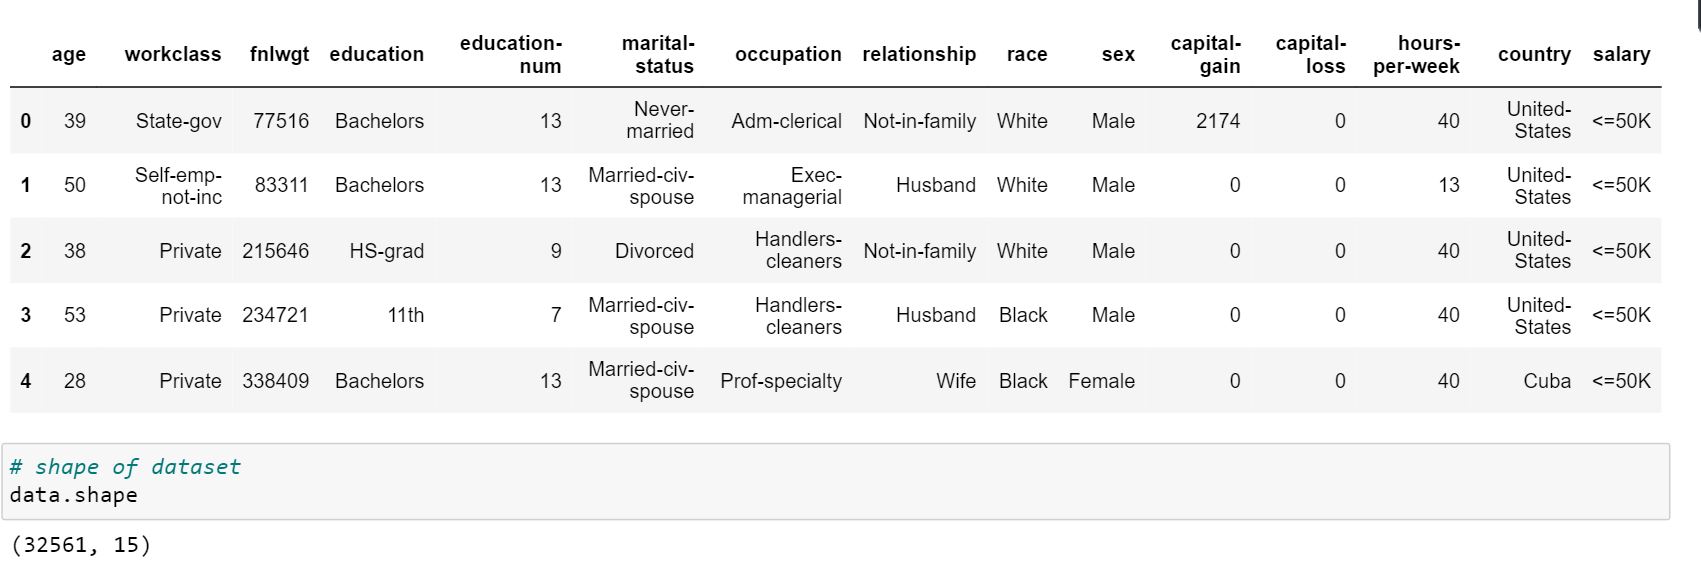 age workclass fnlwgt education education-num marital-status occupation relationship race sex capital-gain capital-loss hours-per-week country salary
0 39 State-gov 77516 Bachelors 13 Never-married Adm-clerical Not-in-family White Male 2174 0 40 United-States <=50K
1 50 Self-emp-not-inc 83311 Bachelors 13 Married-civ-spouse Exec-managerial Husband White Male 0 0 13 United-States <=50K
2 38 Private 215646 HS-grad 9 Divorced Handlers-cleaners Not-in-family White Male 0 0 40 United-States <=50K
3 53 Private 234721 11th 7 Married-civ-spouse Handlers-cleaners Husband Black Male 0 0 40 United-States <=50K
4 28 Private 338409 Bachelors 13 Married-civ-spouse Prof-specialty Wife Black Female 0 0 40 Cuba <=50K
# shape of dataset
data.shape
(32561, 15)